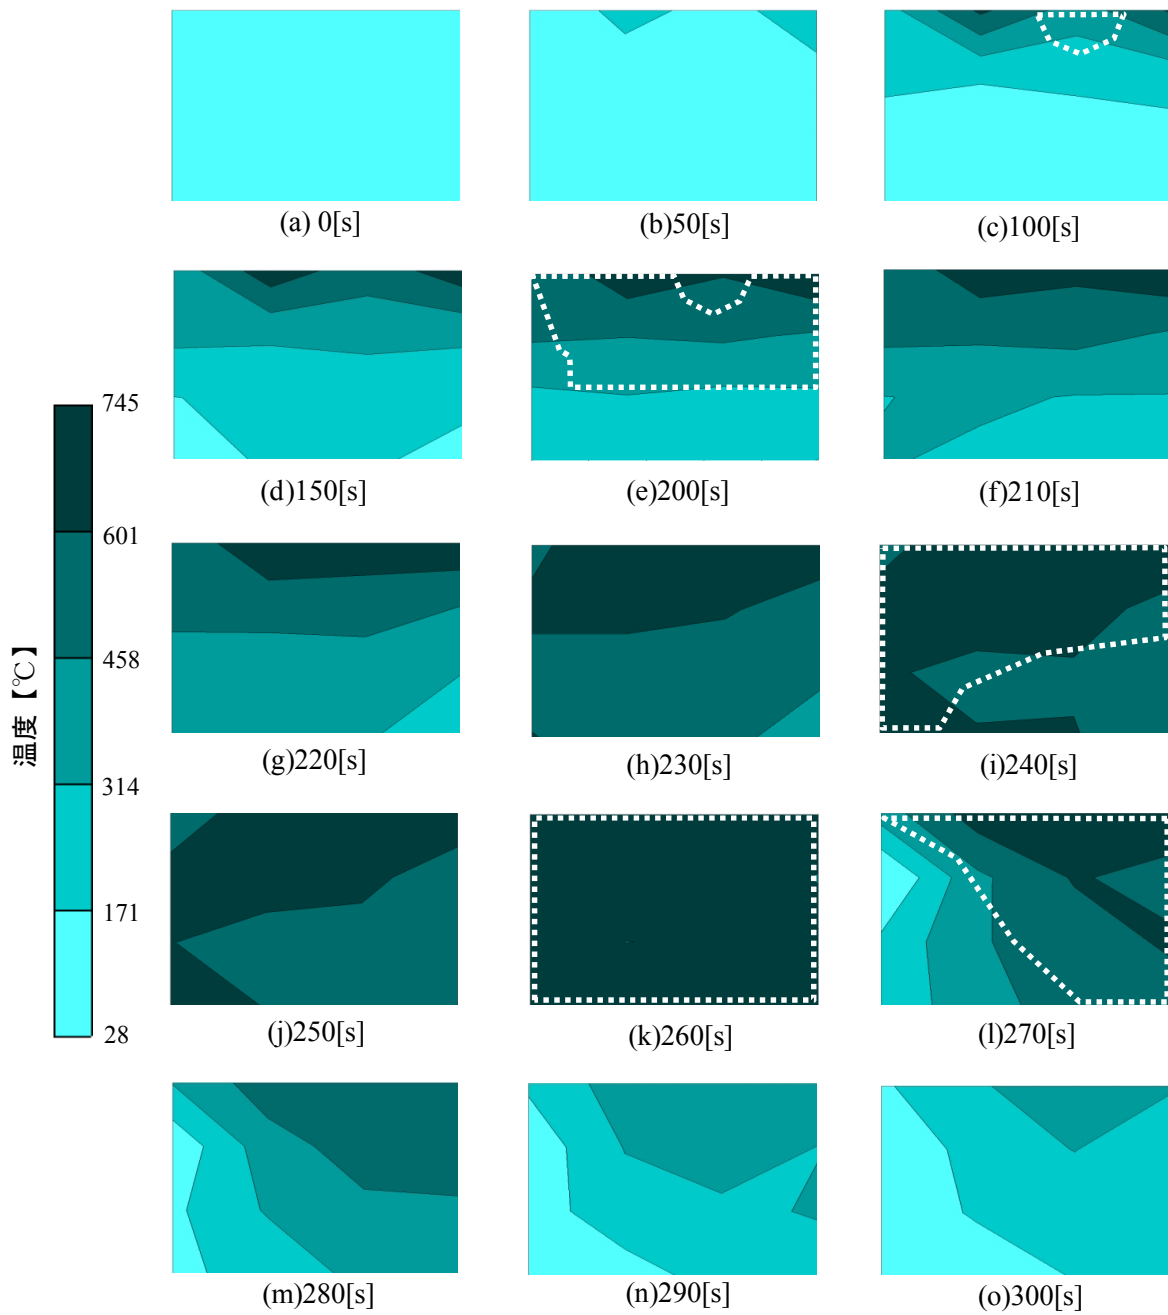 (a) 0[s]
(b)50[s]
(c)100[s]
(d)150[s]
(e)200[s]
(f)210[s]
745
601
458
314
171
28
温度【℃】
(g)220[s]
(h)230[s]
(i)240[s]
(j)250[s]
(k)260[s]
(l)270[s]
(m)280[s]
(n)290[s]
(o)300[s]